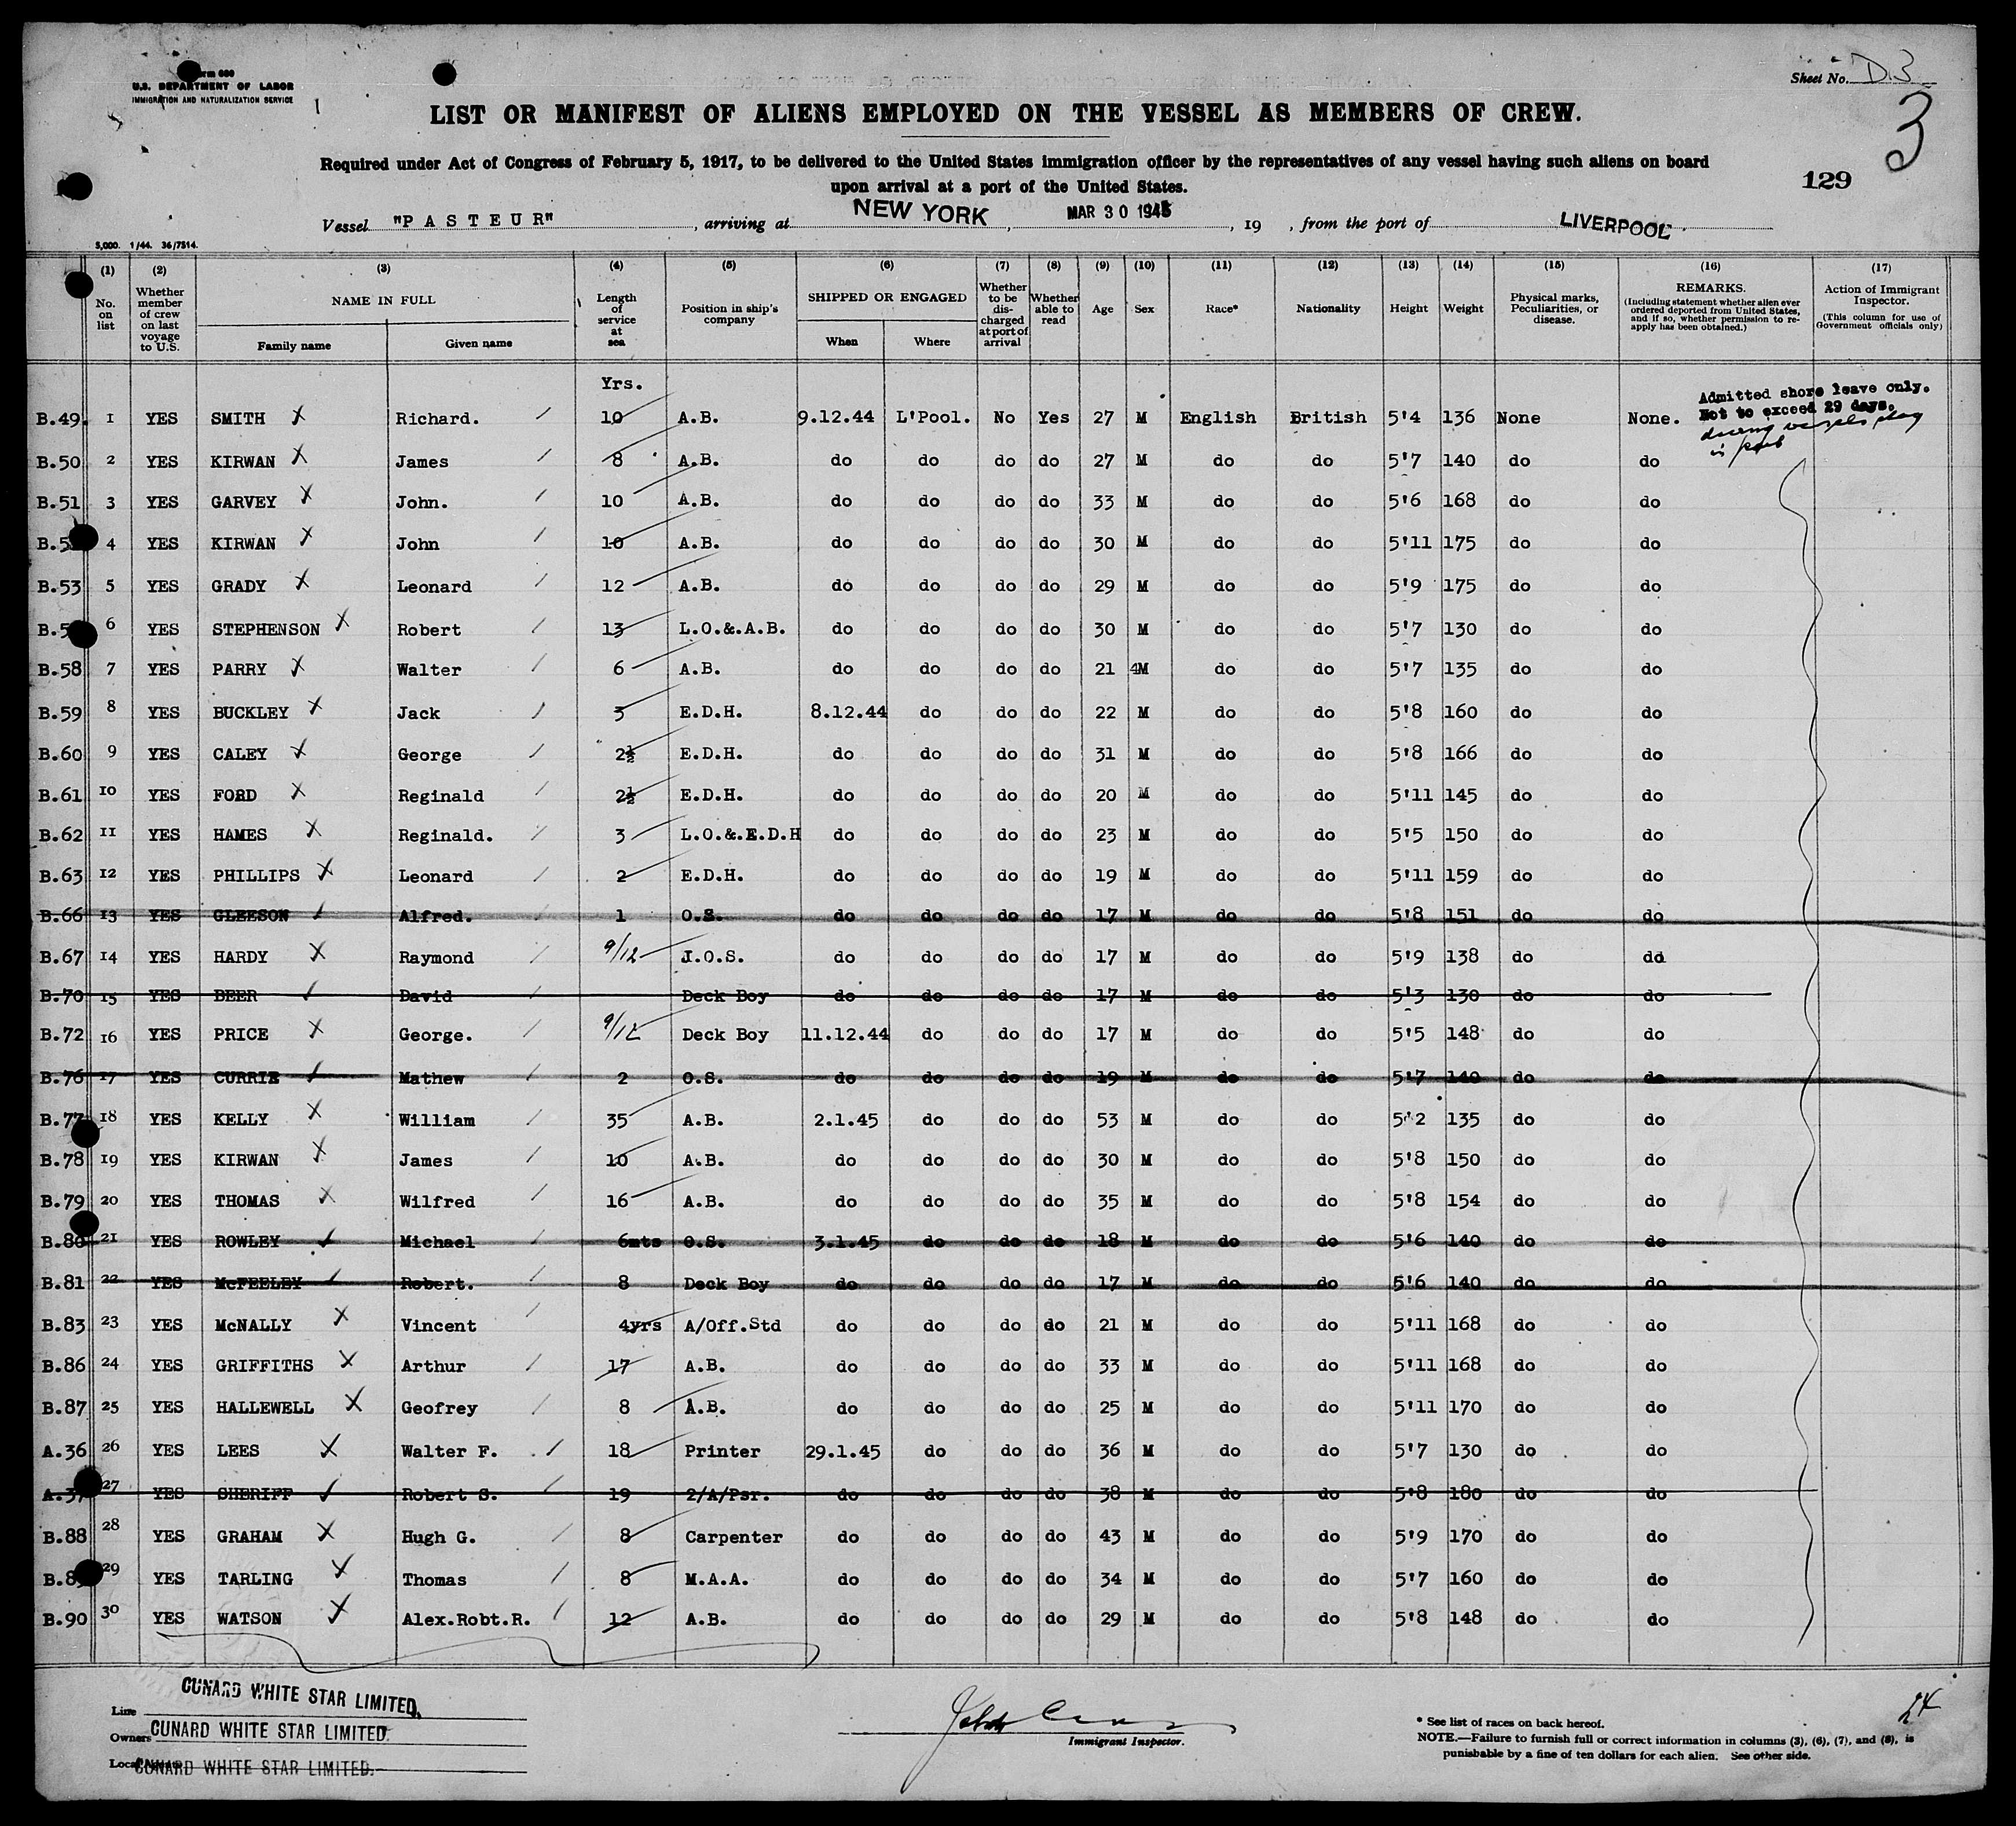 Form 680
U.S. DEPARTMENT OF LABOR
IMMIGRATION AND NATURALIZATION SERVICE
Sheet No. D.3
3
LIST OR MANIFEST OF ALIENS EMPLOYED ON THE VESSEL AS MEMBERS OF CREW.
Required under Act of Congress of February 5, 1917, to be delivered to the United States immigration officer by the representatives of any vessel having such aliens on board
upon arrival at a port of the United States.
129
Vessel "PASTEUR", arriving at NEW YORK, MAR 30 1945, 19 , from the port of LIVERPOOL
5,000. 1/44. 36/7314.
(1) No. on list (2) Whether member of crew on last voyage to U.S. (3) NAME IN FULL Family name Given name (4) Length of service at sea (5) Position in ship's company (6) SHIPPED OR ENGAGED When Where (7) Whether to be discharged at port of arrival (8) Whether able to read (9) Age (10) Sex (11) Race* (12) Nationality (13) Height (14) Weight (15) Physical marks, Peculiarities, or disease. (16) REMARKS. (Including statement whether alien ever ordered deported from United States, and if so, whether permission to re-apply has been obtained.) (17) Action of Immigrant Inspector. (This column for use of Government officials only)
Yrs.
Admitted shore leave only.
Not to exceed 29 days.
during vessels stay
in port
B.49. 1 YES SMITH X Richard. 10 A.B. 9.12.44 L'Pool. No Yes 27 M English British 5'4 136 None None.
B.50 2 YES KIRWAN X James 8 A.B. do do do do 27 M do do 5'7 140 do do
B.51 3 YES GARVEY X John. 10 A.B. do do do do 33 M do do 5'6 168 do do
B.5 4 YES KIRWAN X John 10 A.B. do do do do 30 M do do 5'11 175 do do
B.53 5 YES GRADY X Leonard 12 A.B. do do do do 29 M do do 5'9 175 do do
B.5 6 YES STEPHENSON X Robert 13 L.O.&.A.B. do do do do 30 M do do 5'7 130 do do
B.58 7 YES PARRY X Walter 6 A.B. do do do do 21 M do do 5'7 135 do do
B.59 8 YES BUCKLEY X Jack 3 E.D.H. 8.12.44 do do do 22 M do do 5'8 160 do do
B.60 9 YES CALEY X George 2½ E.D.H. do do do do 31 M do do 5'8 166 do do
B.61 10 YES FORD X Reginald 2½ E.D.H. do do do do 20 M do do 5'11 145 do do
B.62 11 YES HAMES X Reginald. 3 L.O.&.E.D.H do do do do 23 M do do 5'5 150 do do
B.63 12 YES PHILLIPS X Leonard 2 E.D.H. do do do do 19 M do do 5'11 159 do do
B.66 13 YES GLEESON Alfred. 1 O.S. do do do do 17 M do do 5'8 151 do do
B.67 14 YES HARDY X Raymond 9/12 J.O.S. do do do do 17 M do do 5'9 138 do do
B.70 15 YES BEER David Deck Boy do do do do 17 M do do 5'3 130 do do
B.72 16 YES PRICE X George. 9/12 Deck Boy 11.12.44 do do do 17 M do do 5'5 148 do do
B.76 17 YES CURRIE Mathew 2 O.S. do do do do 19 M do do 5'7 140 do do
B.77 18 YES KELLY X William 35 A.B. 2.1.45 do do do 53 M do do 5'2 135 do do
B.78 19 YES KIRWAN X James 10 A.B. do do do do 30 M do do 5'8 150 do do
B.79 20 YES THOMAS X Wilfred 16 A.B. do do do do 35 M do do 5'8 154 do do
B.80 21 YES ROWLEY Michael 6mts O.S. 3.1.45 do do do 18 M do do 5'6 140 do do
B.81 22 YES McFEELEY Robert. 8 Deck Boy do do do do 17 M do do 5'6 140 do do
B.83 23 YES McNALLY X Vincent 4yrs A/Off.Std do do do do 21 M do do 5'11 168 do do
B.86 24 YES GRIFFITHS X Arthur 17 A.B. do do do do 33 M do do 5'11 168 do do
B.87 25 YES HALLEWELL X Geofrey 8 A.B. do do do do 25 M do do 5'11 170 do do
A.36 26 YES LEES X Walter F. 18 Printer 29.1.45 do do do 36 M do do 5'7 130 do do
A.37 27 YES SHERIFF Robert S. 19 2/A/Psr. do do do do 38 M do do 5'8 180 do do
B.88 28 YES GRAHAM X Hugh G. 8 Carpenter do do do do 43 M do do 5'9 170 do do
B.8 29 YES TARLING X Thomas 8 M.A.A. do do do do 34 M do do 5'7 160 do do
B.90 30 YES WATSON X Alex.Robt.R. 12 A.B. do do do do 29 M do do 5'8 148 do do
Line CUNARD WHITE STAR LIMITED.
Owners CUNARD WHITE STAR LIMITED
Local CUNARD WHITE STAR LIMITED.
Immigrant Inspector.
24
* See list of races on back hereof.
NOTE.—Failure to furnish full or correct information in columns (3), (6), (7), and (8), is
punishable by a fine of ten dollars for each alien. See other side.